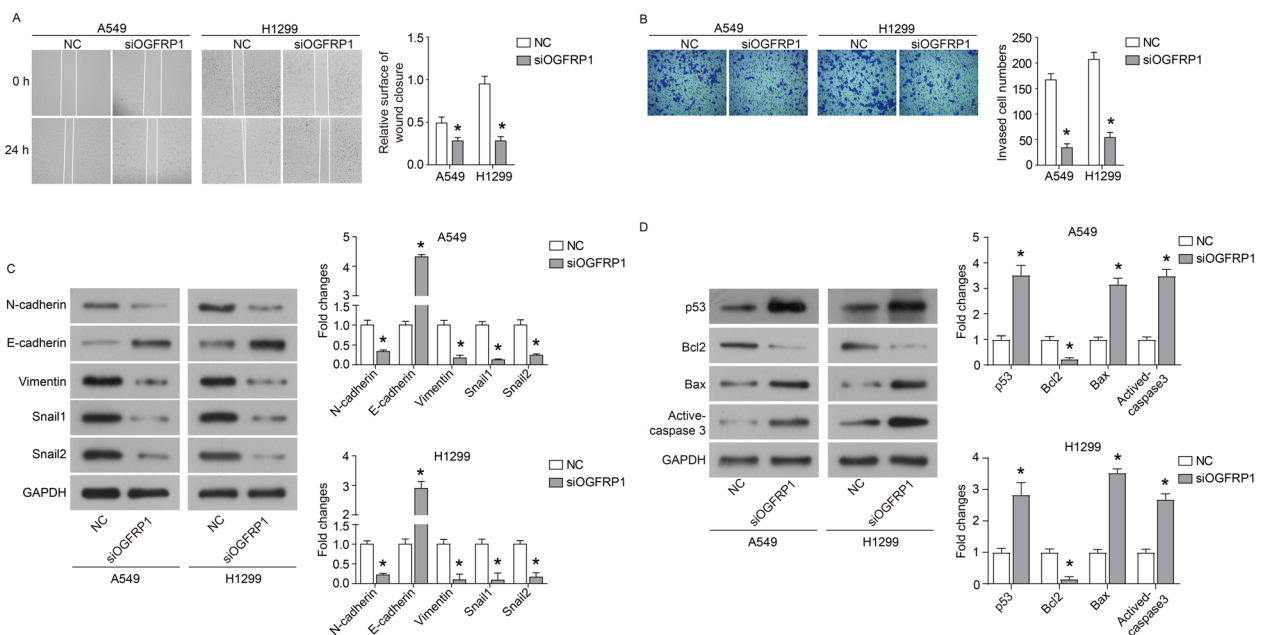 A
A549
H1299
NC
siOGFRP1
NC
siOGFRP1
0 h
24 h
Relative surface of
wound closure
1.5
1.0
0.5
0.0
A549
H1299
NC
siOGFRP1
*
*
B
A549
H1299
NC
siOGFRP1
NC
siOGFRP1
Invased cell numbers
250
200
150
100
50
0
A549
H1299
NC
siOGFRP1
*
*
C
N-cadherin
E-cadherin
Vimentin
Snail1
Snail2
GAPDH
NC
siOGFRP1
NC
siOGFRP1
A549
H1299
A549
Fold changes
5
4
3
1.5
1.0
0.5
0.0
*
*
*
*
*
N-cadherin
E-cadherin
Vimentin
Snail1
Snail2
NC
siOGFRP1
H1299
Fold changes
4
3
2
1.5
1.0
0.5
0.0
*
*
*
*
*
N-cadherin
E-cadherin
Vimentin
Snail1
Snail2
NC
siOGFRP1
D
p53
Bcl2
Bax
Active-
caspase 3
GAPDH
NC
siOGFRP1
NC
siOGFRP1
A549
H1299
A549
Fold changes
5
4
3
2
1
0
*
*
*
*
p53
Bcl2
Bax
Actived-
caspase3
NC
siOGFRP1
H1299
Fold changes
4
3
2
1
0
*
*
*
*
p53
Bcl2
Bax
Actived-
caspase3
NC
siOGFRP1